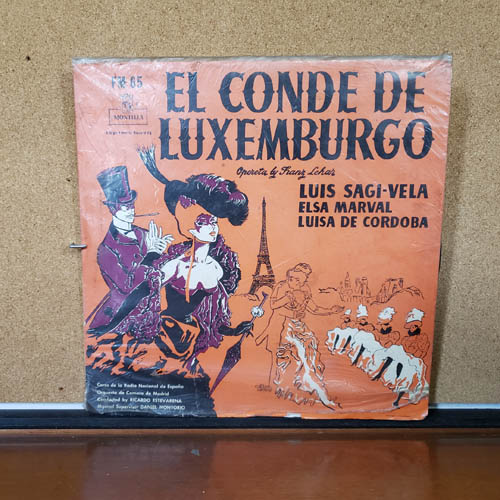 FM-65
MONTILLA
EL CONDE DE
LUXEMBURGO
Opereta by Franz Lehar
LUIS SAGI-VELA
ELSA MARVAL
LUISA DE CORDOBA
Coros de la Radio Nacional de España
Orquesta de Camara de Madrid
Conducted by RICARDO ESTEVARENA
Musical Supervisor DANIEL MONTORIO